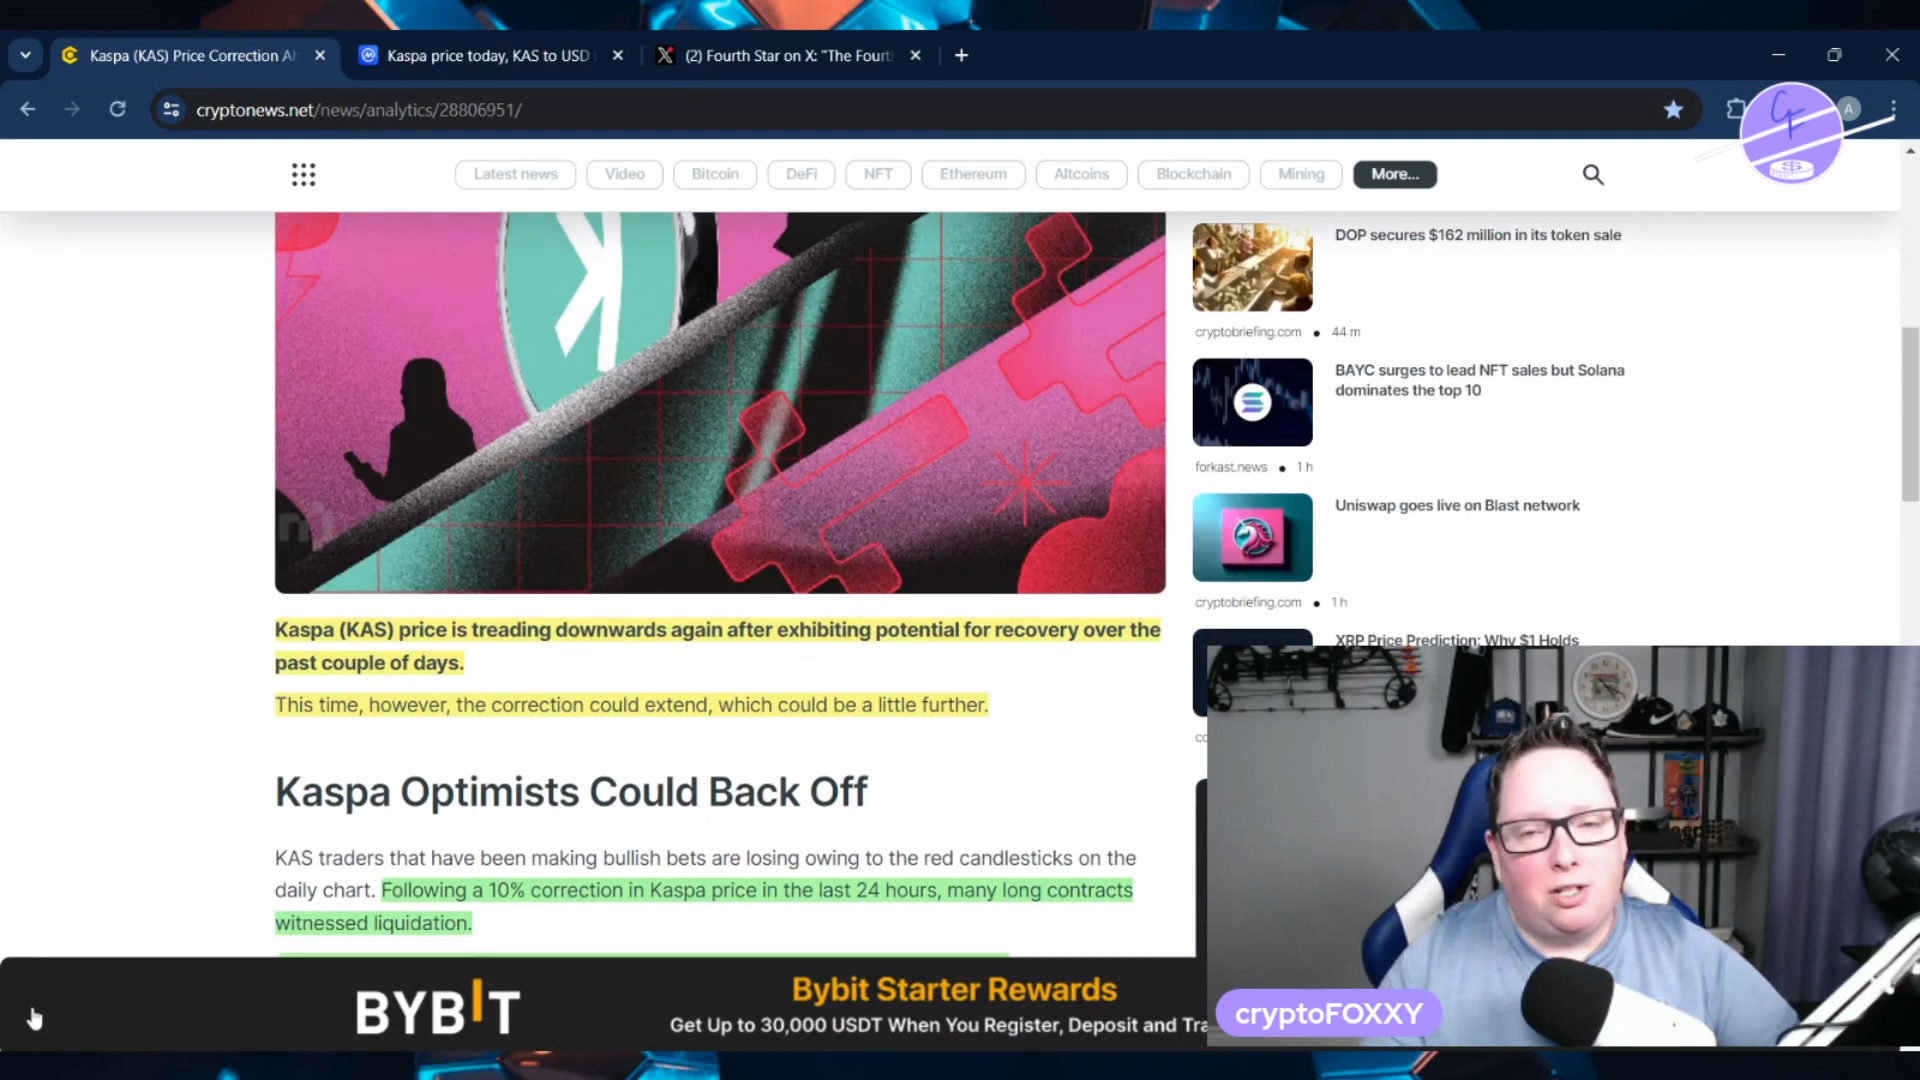 Kaspa (KAS) Price Correction Ah
Kaspa price today, KAS to USD
(2) Fourth Star on X: "The Fourt
cryptonews.net/news/analytics/28806951/
A
Latest news
Video
Bitcoin
DeFi
NFT
Ethereum
Altcoins
Blockchain
Mining
More...
DOP secures $162 million in its token sale
cryptobriefing.com • 44 m
BAYC surges to lead NFT sales but Solana
dominates the top 10
forkast.news • 1 h
Uniswap goes live on Blast network
cryptobriefing.com • 1 h
XRP Price Prediction: Why $1 Holds
Kaspa (KAS) price is treading downwards again after exhibiting potential for recovery over the
past couple of days.
This time, however, the correction could extend, which could be a little further.
Kaspa Optimists Could Back Off
KAS traders that have been making bullish bets are losing owing to the red candlesticks on the
daily chart. Following a 10% correction in Kaspa price in the last 24 hours, many long contracts
witnessed liquidation.
BYBIT
Bybit Starter Rewards
Get Up to 30,000 USDT When You Register, Deposit and Tra
cryptoFOXXY